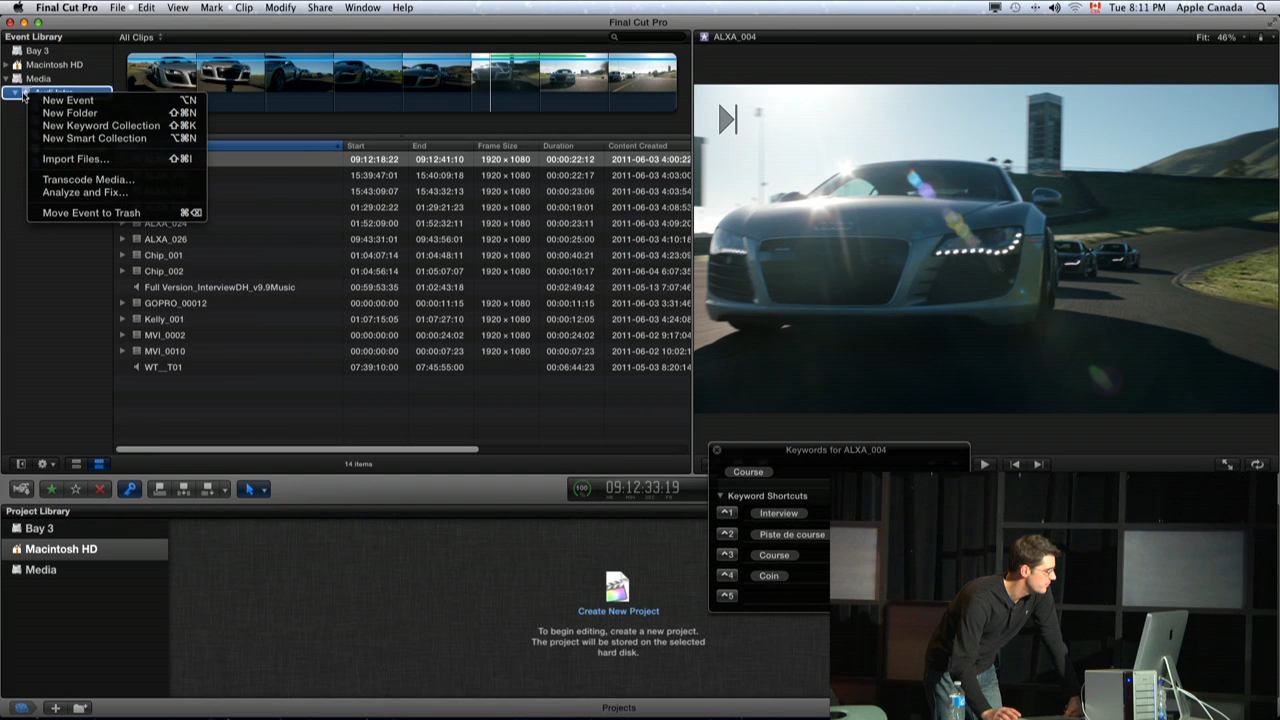 Final Cut Pro File Edit View Mark Clip Modify Share Window Help Tue 8:11 PM Apple Canada
Final Cut Pro
Event Library All Clips
ALXA_004 Fit: 46%
Bay 3
Macintosh HD
Media
New Event ⌥N
New Folder ⇧⌘N
New Keyword Collection ⇧⌘K
New Smart Collection ⌥⌘N
Import Files... ⇧⌘I
Transcode Media...
Analyze and Fix...
Move Event to Trash ⌘⌫
Start End Frame Size Duration Content Created
09:12:18:22 09:12:41:10 1920 × 1080 00:00:22:12 2011-06-03 4:00:22
15:39:47:01 15:40:09:18 1920 × 1080 00:00:22:17 2011-06-03 4:03:00
15:43:09:07 15:43:32:13 1920 × 1080 00:00:23:06 2011-06-03 4:03:54
01:29:02:22 01:29:21:23 1920 × 1080 00:00:19:01 2011-06-03 4:08:53
ALXA_024 01:52:09:00 01:52:32:11 1920 × 1080 00:00:23:11 2011-06-03 4:09:20
ALXA_026 09:43:31:01 09:43:56:01 1920 × 1080 00:00:25:00 2011-06-03 4:10:16
Chip_001 01:04:07:14 01:04:48:11 1920 × 1080 00:00:40:21 2011-06-03 4:23:09
Chip_002 01:04:56:14 01:05:07:07 1920 × 1080 00:00:10:17 2011-06-04 6:07:35
Full Version_InterviewDH_v9.9Music 00:59:53:35 01:02:43:18 00:02:49:42 2011-05-13 7:07:46
GOPRO_00012 00:00:00:00 00:00:11:15 1920 × 1080 00:00:11:15 2011-06-03 3:31:46
Kelly_001 01:07:15:05 01:07:27:10 1920 × 1080 00:00:12:05 2011-06-03 4:24:08
MVI_0002 00:00:00:00 00:00:24:02 1920 × 1080 00:00:24:02 2011-06-02 9:17:04
MVI_0010 00:00:00:00 00:00:07:23 1920 × 1080 00:00:07:23 2011-06-02 10:02:1
WT__T01 07:39:10:00 07:45:55:00 00:06:44:23 2011-05-03 8:20:14
14 items
100 09:12:33:19
Keywords for ALXA_004
Course
Keyword Shortcuts
^1 Interview
^2 Piste de course
^3 Course
^4 Coin
^5
Project Library
Bay 3
Macintosh HD
Media
Create New Project
To begin editing, create a new project.
The project will be stored on the selected
hard disk.
Projects